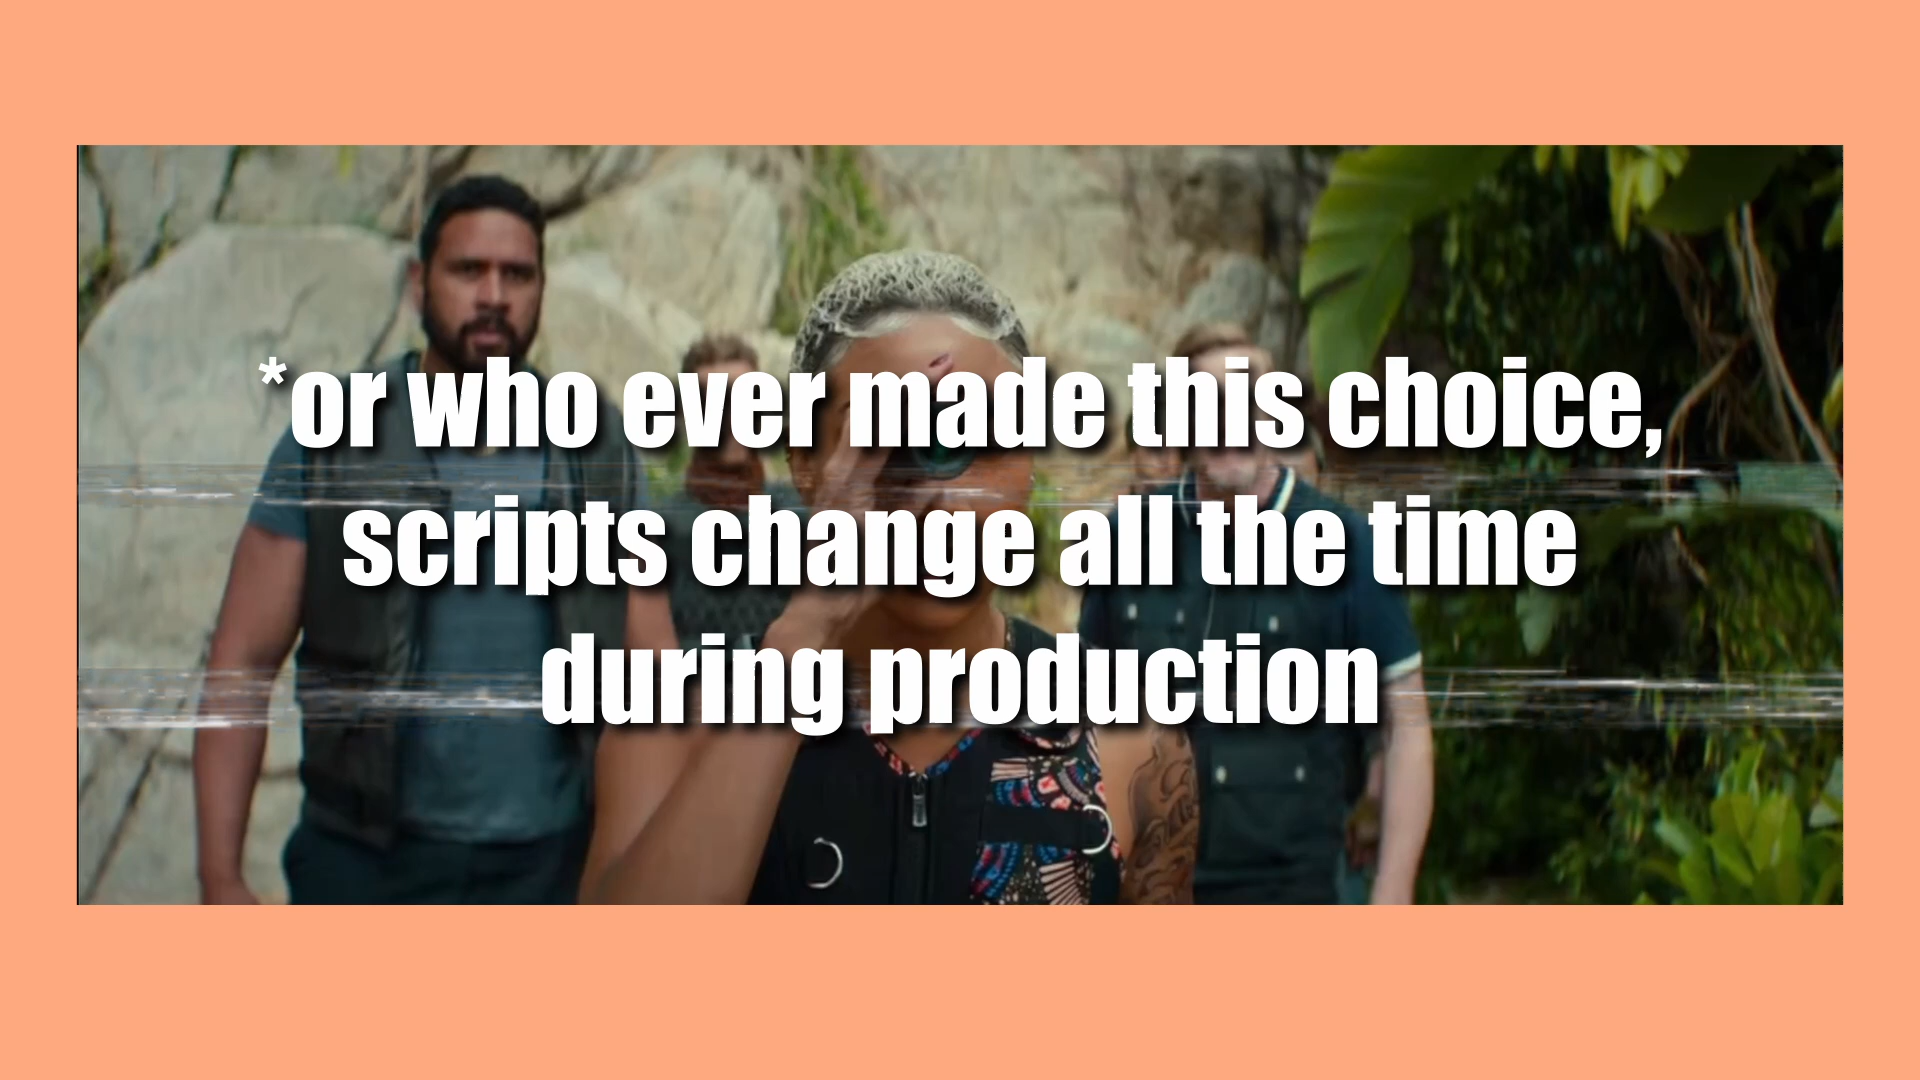 *or who ever made this choice,
scripts change all the time
during production